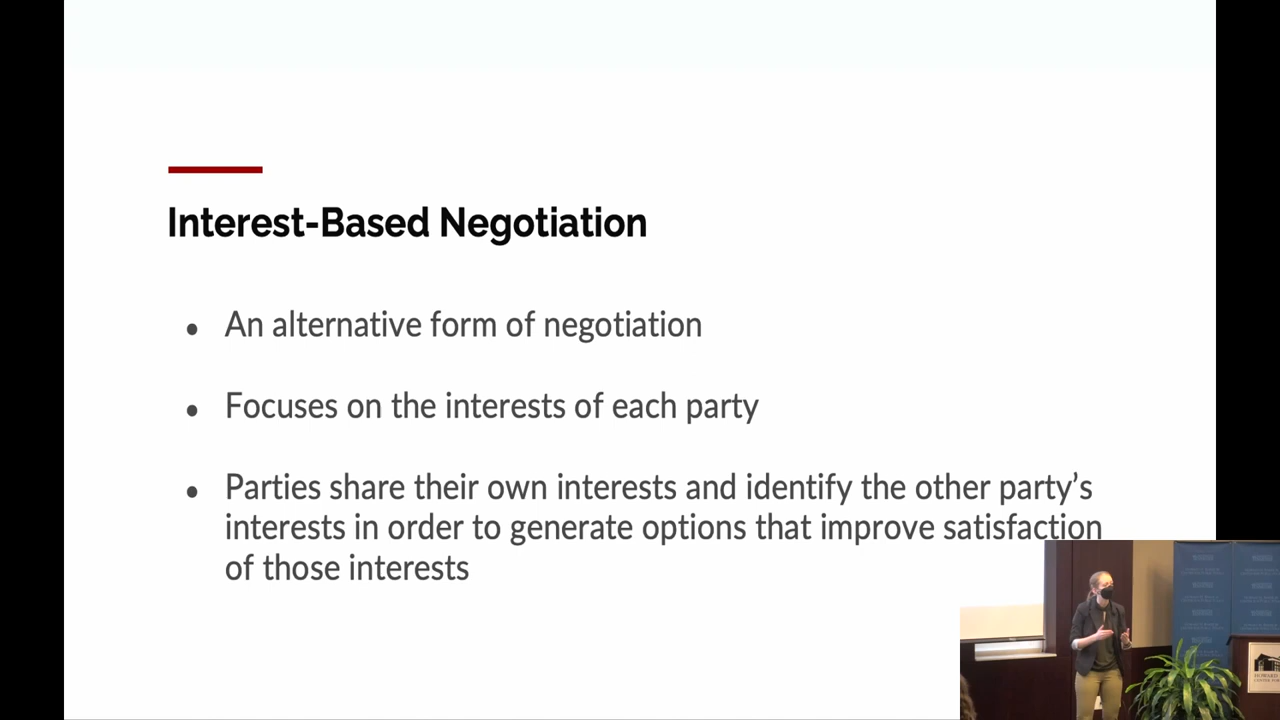 Interest-Based Negotiation
● An alternative form of negotiation
● Focuses on the interests of each party
● Parties share their own interests and identify the other party’s
interests in order to generate options that improve satisfaction
of those interests
HOWARD